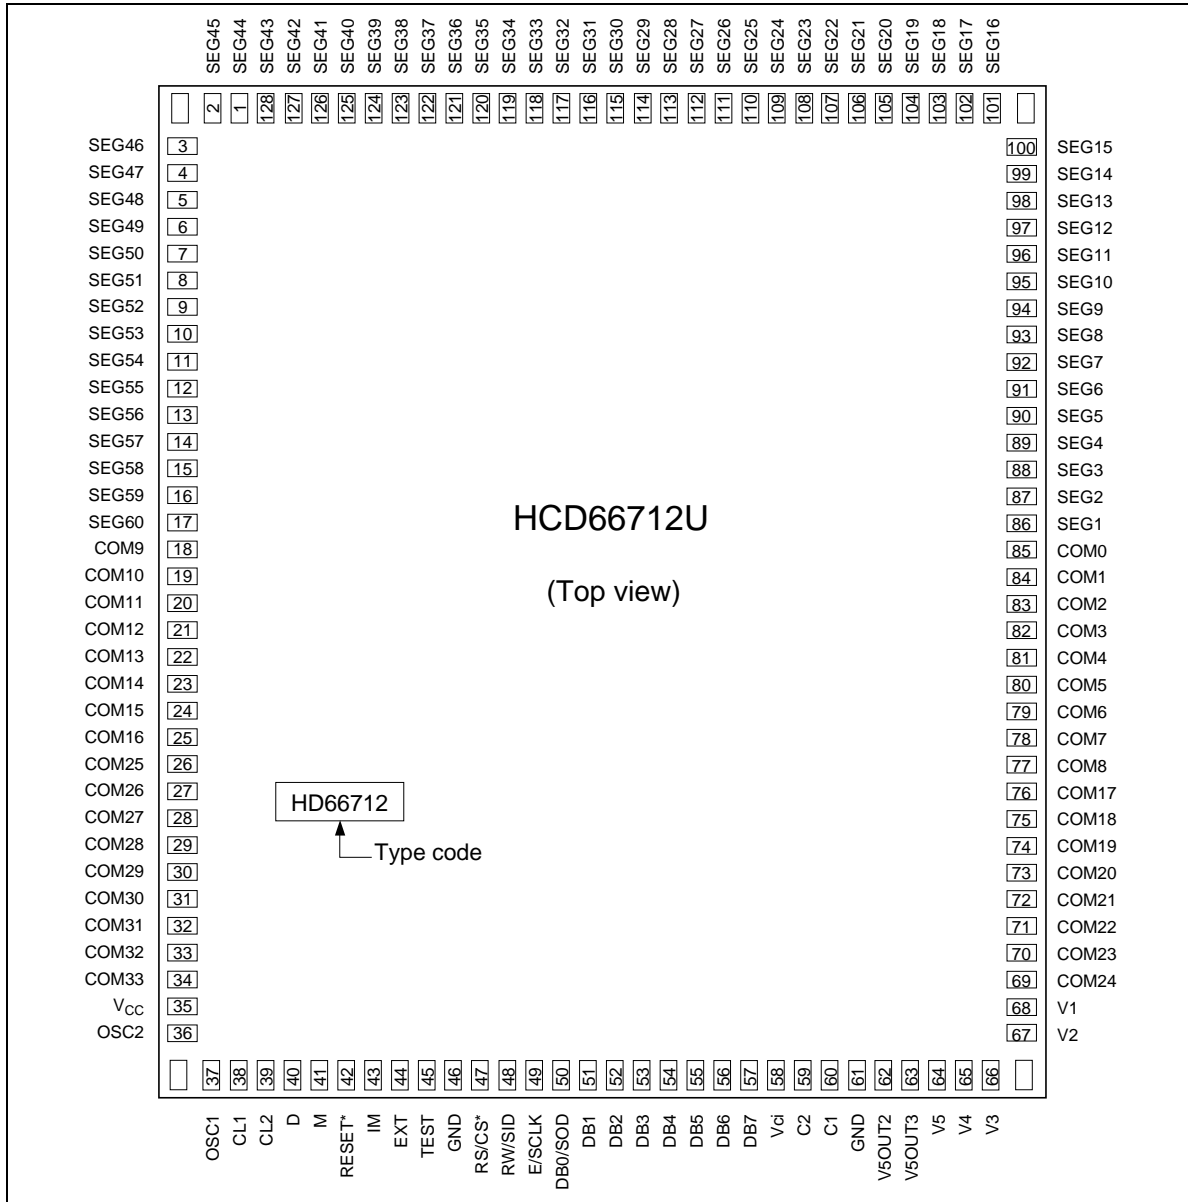 SEG45 SEG44 SEG43 SEG42 SEG41 SEG40 SEG39 SEG38 SEG37 SEG36 SEG35 SEG34 SEG33 SEG32 SEG31 SEG30 SEG29 SEG28 SEG27 SEG26 SEG25 SEG24 SEG23 SEG22 SEG21 SEG20 SEG19 SEG18 SEG17 SEG16
2 1 128 127 126 125 124 123 122 121 120 119 118 117 116 115 114 113 112 111 110 109 108 107 106 105 104 103 102 101
SEG46 3 100 SEG15
SEG47 4 99 SEG14
SEG48 5 98 SEG13
SEG49 6 97 SEG12
SEG50 7 96 SEG11
SEG51 8 95 SEG10
SEG52 9 94 SEG9
SEG53 10 93 SEG8
SEG54 11 92 SEG7
SEG55 12 91 SEG6
SEG56 13 90 SEG5
SEG57 14 89 SEG4
SEG58 15 88 SEG3
SEG59 16 87 SEG2
SEG60 17 86 SEG1
HCD66712U
COM9 18 85 COM0
COM10 19 84 COM1
(Top view)
COM11 20 83 COM2
COM12 21 82 COM3
COM13 22 81 COM4
COM14 23 80 COM5
COM15 24 79 COM6
COM16 25 78 COM7
COM25 26 77 COM8
COM26 27 76 COM17
HD66712
COM27 28 75 COM18
COM28 29 74 COM19
Type code
COM29 30 73 COM20
COM30 31 72 COM21
COM31 32 71 COM22
COM32 33 70 COM23
COM33 34 69 COM24
VCC 35 68 V1
OSC2 36 67 V2
37 38 39 40 41 42 43 44 45 46 47 48 49 50 51 52 53 54 55 56 57 58 59 60 61 62 63 64 65 66
OSC1 CL1 CL2 D M RESET* IM EXT TEST GND RS/CS* RW/SID E/SCLK DB0/SOD DB1 DB2 DB3 DB4 DB5 DB6 DB7 Vci C2 C1 GND V5OUT2 V5OUT3 V5 V4 V3